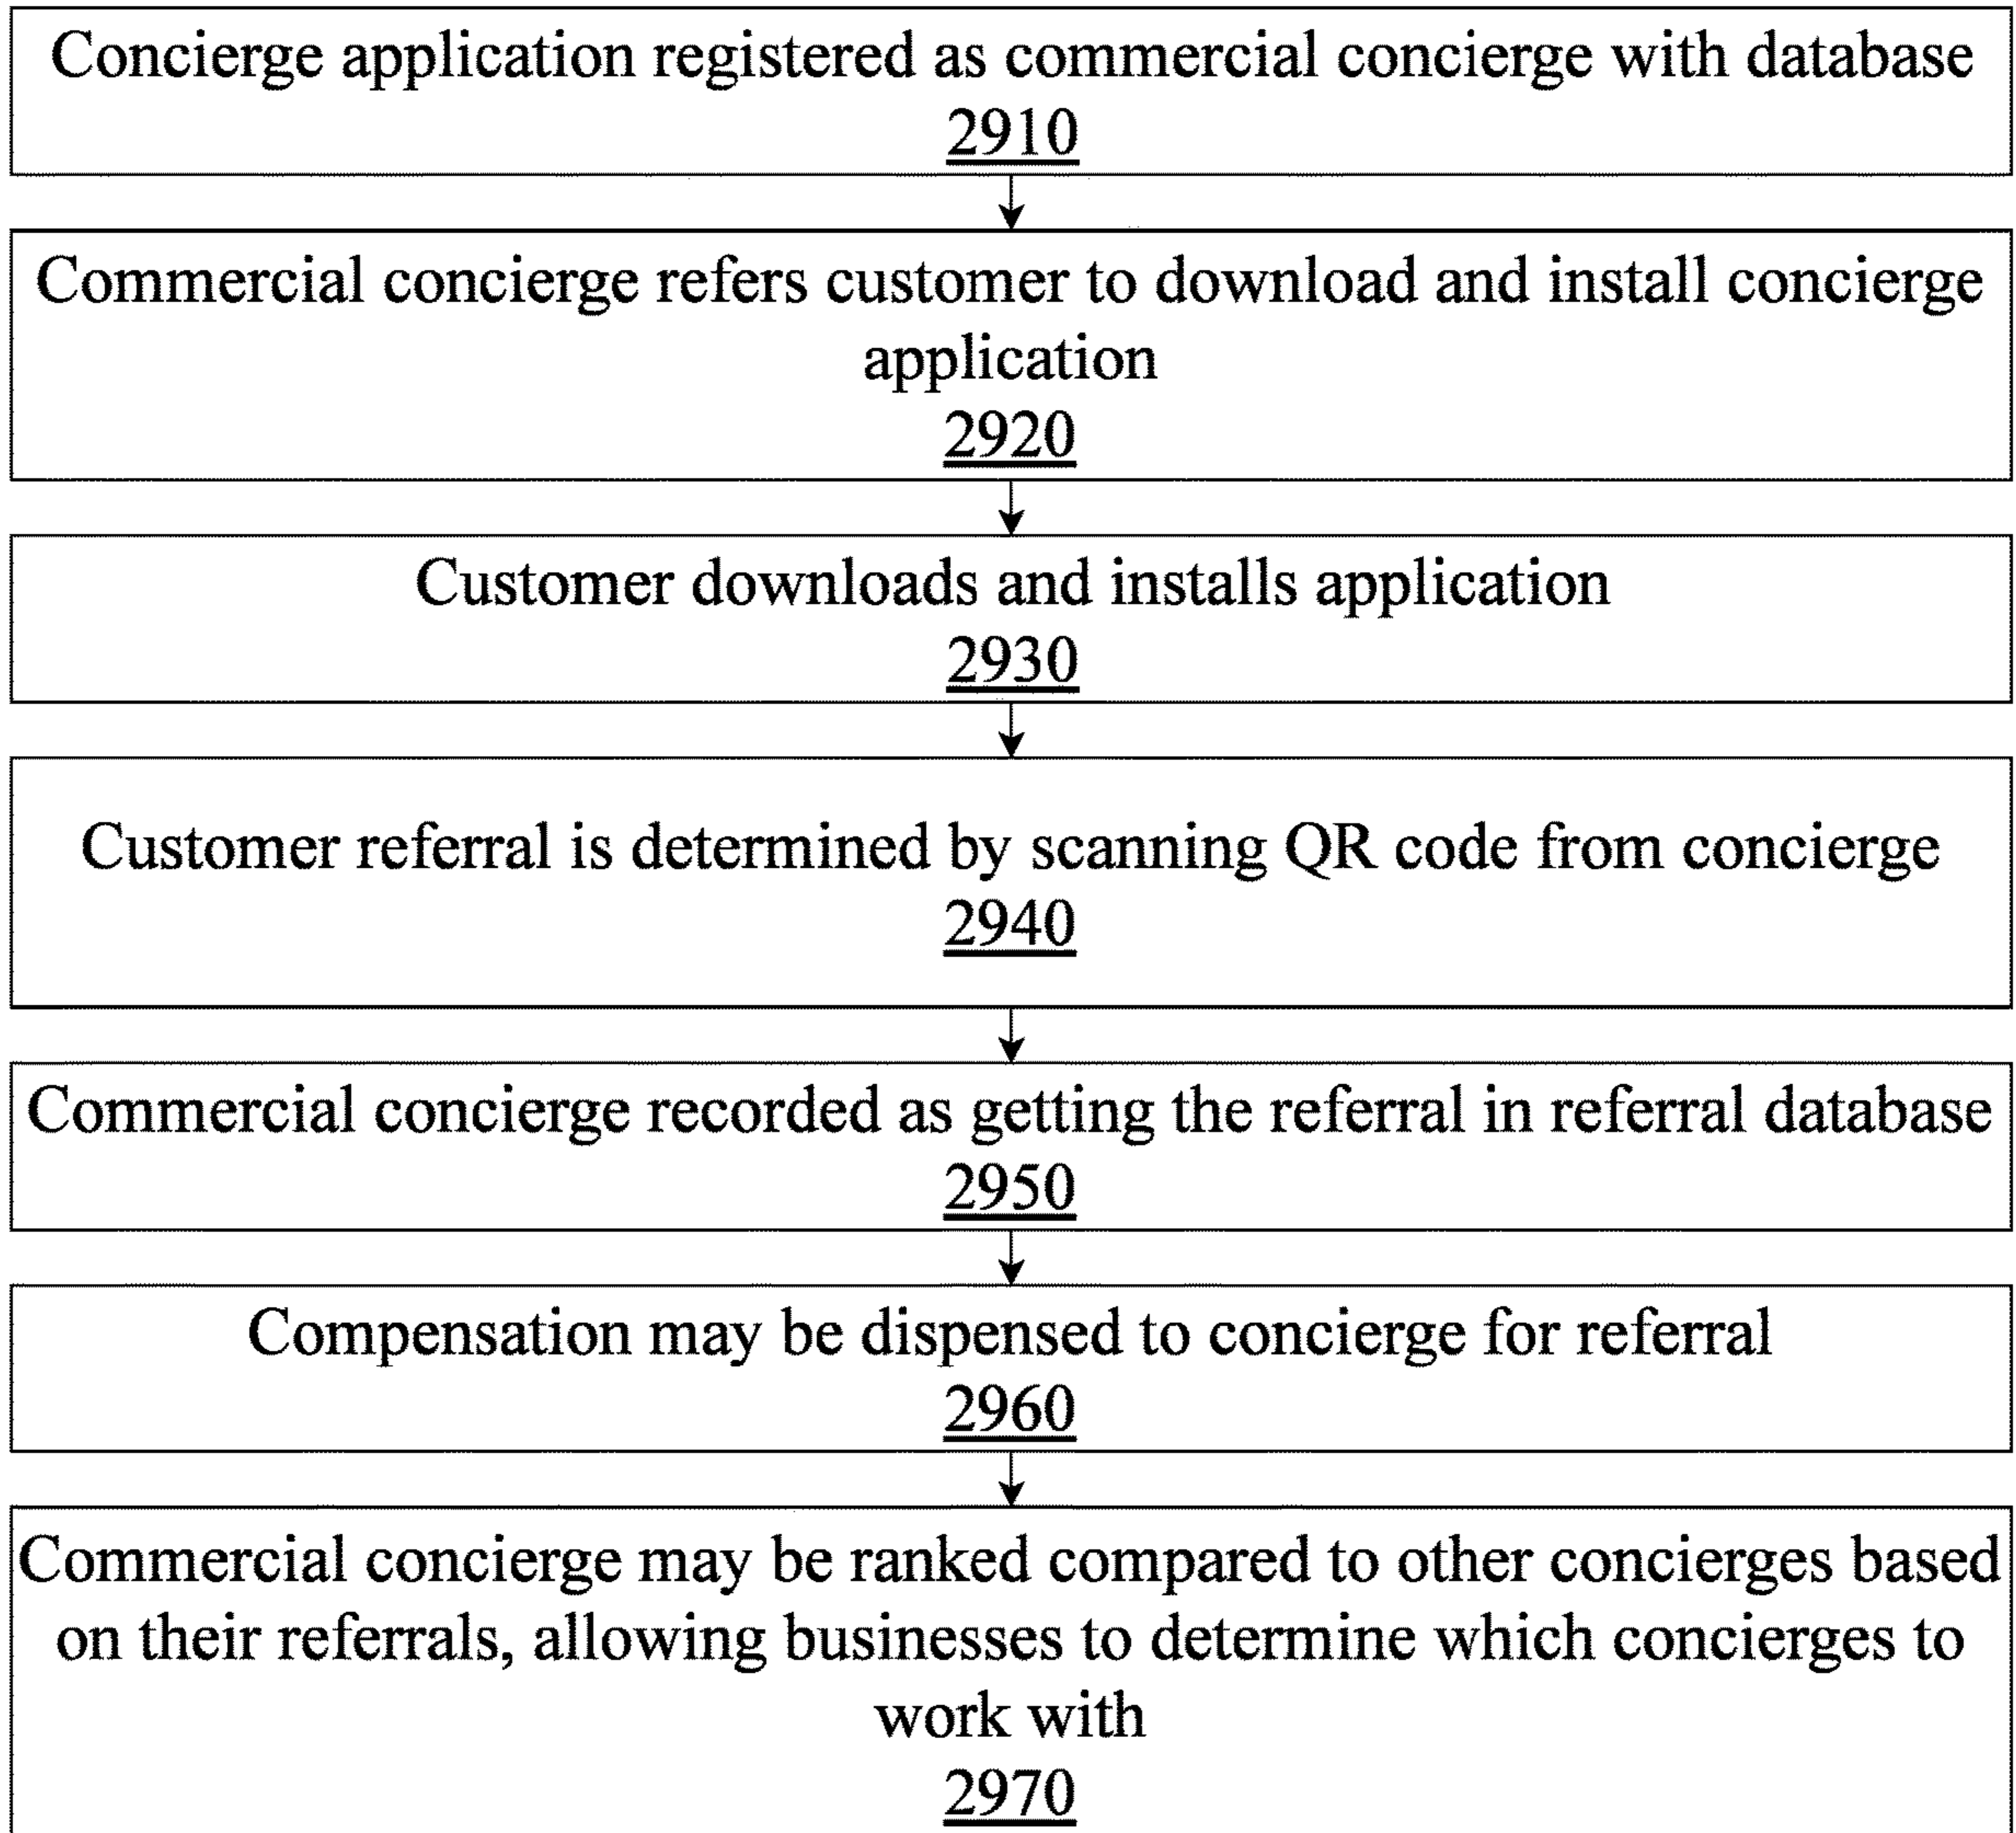 Concierge application registered as commercial concierge with database
2910
Commercial concierge refers customer to download and install concierge
application
2920
Customer downloads and installs application
2930
Customer referral is determined by scanning QR code from concierge
2940
Commercial concierge recorded as getting the referral in referral database
2950
Compensation may be dispensed to concierge for referral
2960
Commercial concierge may be ranked compared to other concierges based
on their referrals, allowing businesses to determine which concierges to
work with
2970